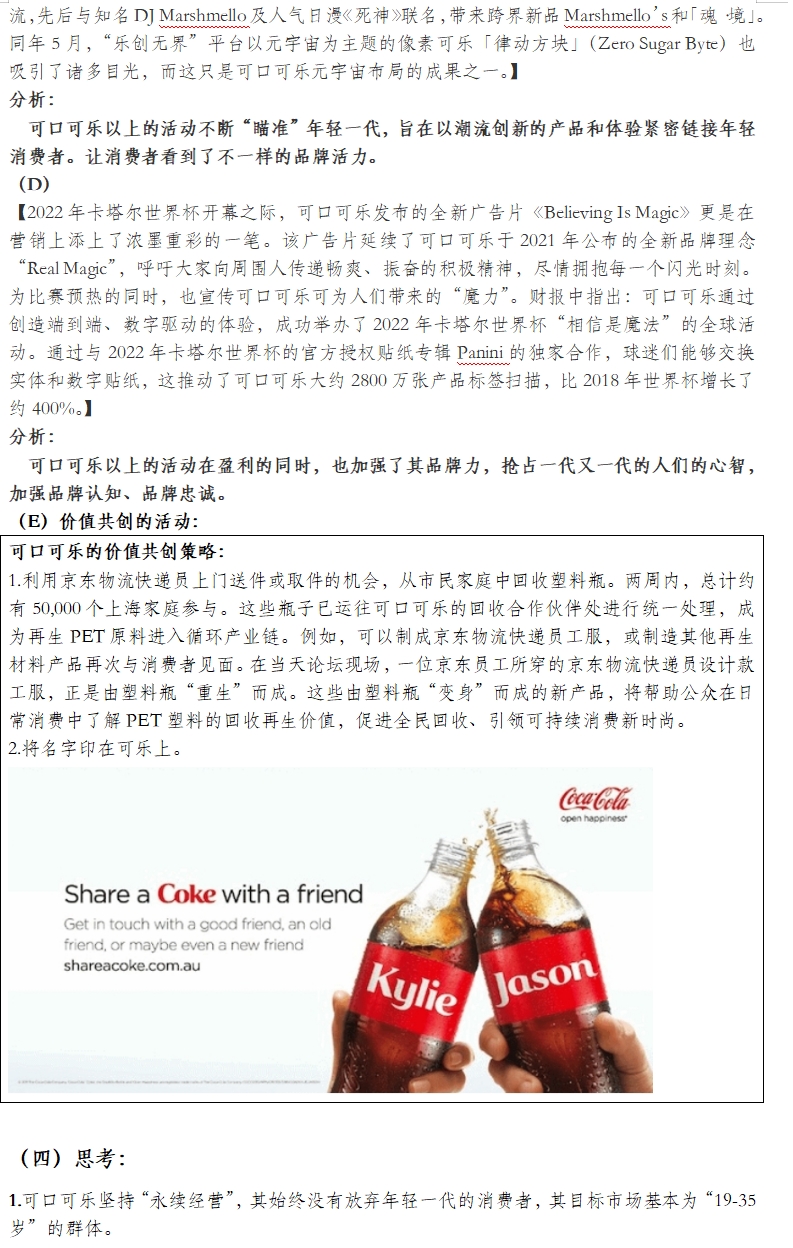 流，先后与知名 DJ Marshmello 及人气日漫《死神》联名，带来跨界新品 Marshmello’s 和「魂·境」。
同年 5 月，“乐创无界”平台以元宇宙为主题的像素可乐「律动方块」（Zero Sugar Byte）也
吸引了诸多目光，而这只是可口可乐元宇宙布局的成果之一。】
分析：
可口可乐以上的活动不断“瞄准”年轻一代，旨在以潮流创新的产品和体验紧密链接年轻
消费者。让消费者看到了不一样的品牌活力。
（D）
【2022 年卡塔尔世界杯开幕之际，可口可乐发布的全新广告片《Believing Is Magic》更是在
营销上添上了浓墨重彩的一笔。该广告片延续了可口可乐于 2021 年公布的全新品牌理念
“Real Magic”，呼吁大家向周围人传递畅爽、振奋的积极精神，尽情拥抱每一个闪光时刻。
为比赛预热的同时，也宣传可口可乐可为人们带来的“魔力”。财报中指出：可口可乐通过
创造端到端、数字驱动的体验，成功举办了 2022 年卡塔尔世界杯“相信是魔法”的全球活
动。通过与 2022 年卡塔尔世界杯的官方授权贴纸专辑 Panini 的独家合作，球迷们能够交换
实体和数字贴纸，这推动了可口可乐大约 2800 万张产品标签扫描，比 2018 年世界杯增长了
约 400%。】
分析：
可口可乐以上的活动在盈利的同时，也加强了其品牌力，抢占一代又一代的人们的心智，
加强品牌认知、品牌忠诚。
（E）价值共创的活动：
可口可乐的价值共创策略：
1.利用京东物流快递员上门送件或取件的机会，从市民家庭中回收塑料瓶。两周内，总计约
有 50,000 个上海家庭参与。这些瓶子已运往可口可乐的回收合作伙伴处进行统一处理，成
为再生 PET 原料进入循环产业链。例如，可以制成京东物流快递员工服，或制造其他再生
材料产品再次与消费者见面。在当天论坛现场，一位京东员工所穿的京东物流快递员设计款
工服，正是由塑料瓶“重生”而成。这些由塑料瓶“变身”而成的新产品，将帮助公众在日
常消费中了解 PET 塑料的回收再生价值，促进全民回收、引领可持续消费新时尚。
2.将名字印在可乐上。
Coca-Cola
open happiness
Share a Coke with a friend
Get in touch with a good friend, an old
friend, or maybe even a new friend
shareacoke.com.au
Kylie
Jason
（四）思考：
1.可口可乐坚持“永续经营”，其始终没有放弃年轻一代的消费者，其目标市场基本为“19-35
岁”的群体。